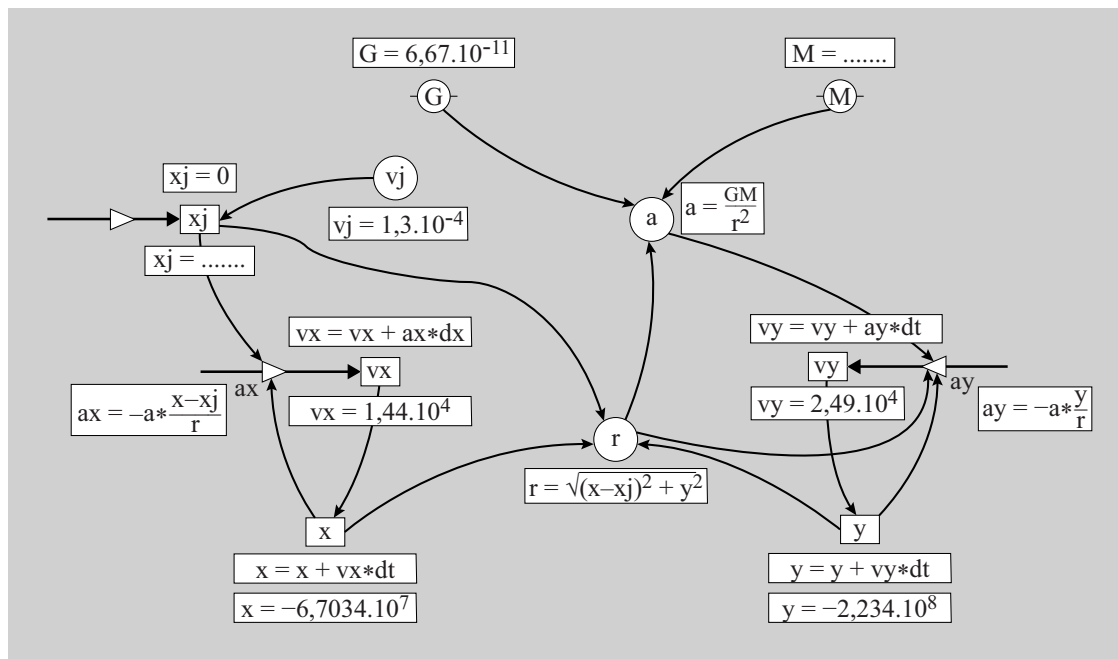 G = 6,67.10⁻¹¹
M = .......
G
M
xj = 0
vj
xj
vj = 1,3.10⁻⁴
a
a = GM/r²
xj = .......
vx = vx + ax*dx
vy = vy + ay*dt
ax
vx
vy
ay
ax = –a*(x–xj)/r
vx = 1,44.10⁴
vy = 2,49.10⁴
ay = –a*y/r
r
r = √(x–xj)² + y²
x
y
x = x + vx*dt
y = y + vy*dt
x = –6,7034.10⁷
y = –2,234.10⁸